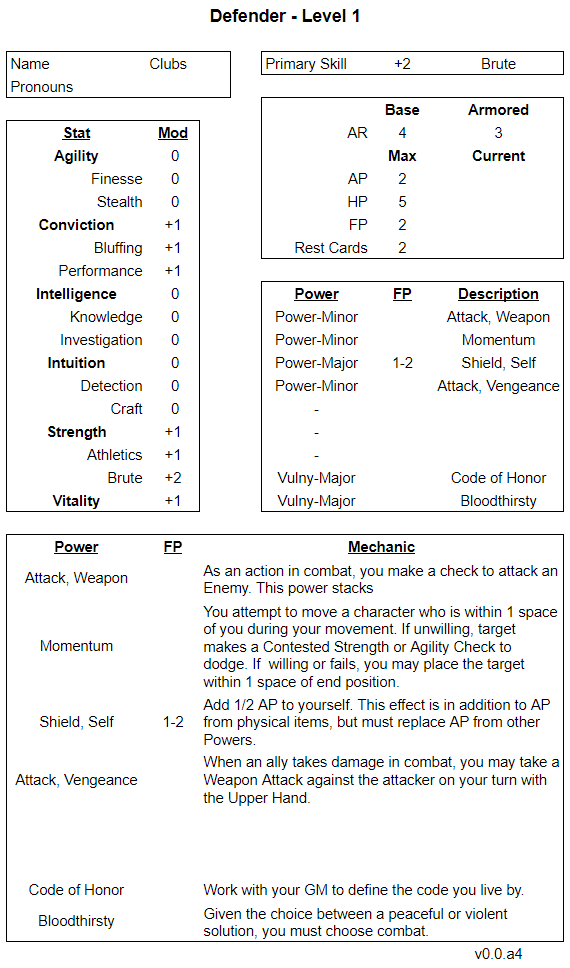 Defender - Level 1
Name Clubs
Pronouns
Primary Skill +2 Brute
Stat Mod
Agility 0
Finesse 0
Stealth 0
Conviction +1
Bluffing +1
Performance +1
Intelligence 0
Knowledge 0
Investigation 0
Intuition 0
Detection 0
Craft 0
Strength +1
Athletics +1
Brute +2
Vitality +1
Base Armored
AR 4 3
Max Current
AP 2
HP 5
FP 2
Rest Cards 2
Power FP Description
Power-Minor Attack, Weapon
Power-Minor Momentum
Power-Major 1-2 Shield, Self
Power-Minor Attack, Vengeance
-
-
-
Vulny-Major Code of Honor
Vulny-Major Bloodthirsty
Power FP Mechanic
Attack, Weapon
As an action in combat, you make a check to attack an
Enemy. This power stacks
Momentum
You attempt to move a character who is within 1 space
of you during your movement. If unwilling, target
makes a Contested Strength or Agility Check to
dodge. If  willing or fails, you may place the target
within 1 space of end position.
Shield, Self 1-2
Add 1/2 AP to yourself. This effect is in addition to AP
from physical items, but must replace AP from other
Powers.
Attack, Vengeance
When an ally takes damage in combat, you may take a
Weapon Attack against the attacker on your turn with
the Upper Hand.
Code of Honor Work with your GM to define the code you live by.
Bloodthirsty
Given the choice between a peaceful or violent
solution, you must choose combat.
v0.0.a4